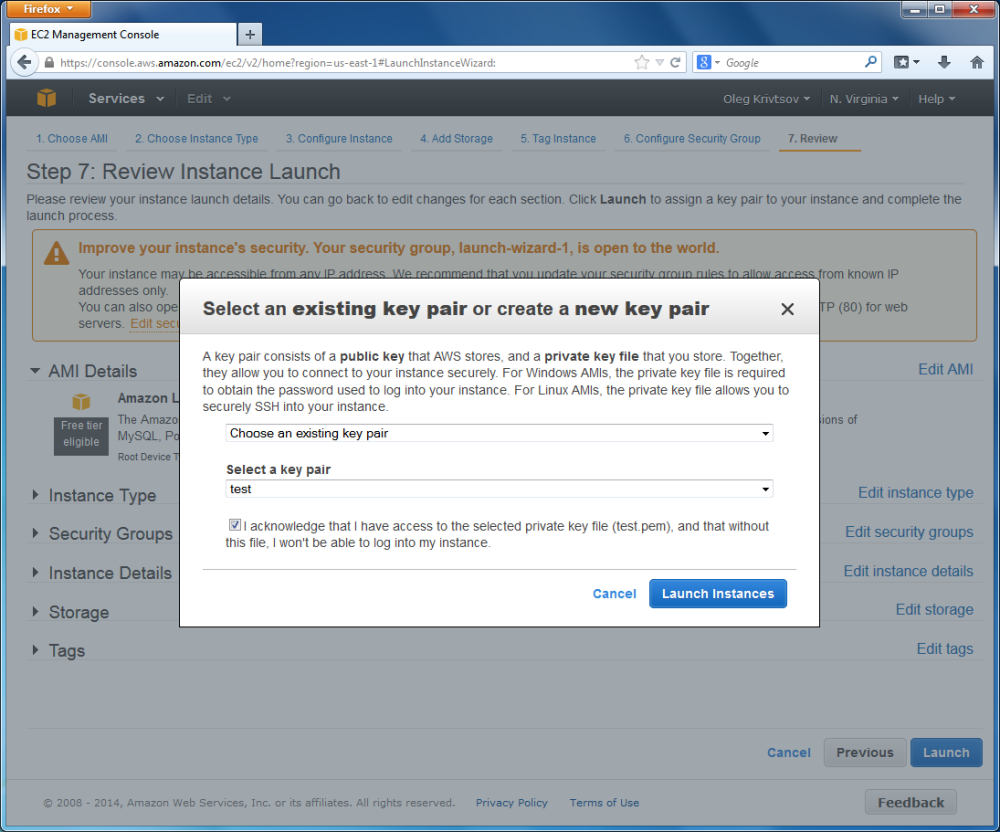 Firefox
EC2 Management Console
https://console.aws.amazon.com/ec2/v2/home?region=us-east-1#LaunchInstanceWizard:
Google
Services
Edit
Oleg Krivtsov
N. Virginia
Help
1. Choose AMI
2. Choose Instance Type
3. Configure Instance
4. Add Storage
5. Tag Instance
6. Configure Security Group
7. Review
Step 7: Review Instance Launch
Please review your instance launch details. You can go back to edit changes for each section. Click Launch to assign a key pair to your instance and complete the
launch process.
Improve your instance's security. Your security group, launch-wizard-1, is open to the world.
Your instance may be accessible from any IP address. We recommend that you update your security group rules to allow access from known IP
addresses only.
You can also TP (80) for web
servers. Edit
Select an existing key pair or create a new key pair
A key pair consists of a public key that AWS stores, and a private key file that you store. Together,
they allow you to connect to your instance securely. For Windows AMIs, the private key file is required
to obtain the password used to log into your instance. For Linux AMIs, the private key file allows you to
securely SSH into your instance.
Choose an existing key pair
Select a key pair
test
I acknowledge that I have access to the selected private key file (test.pem), and that without
this file, I won't be able to log into my instance.
Cancel
Launch Instances
AMI Details
Edit AMI
Amazon L
Free tier
eligible
The Amazo ions of
MySQL, Po
Root Device T
Instance Type
Edit instance type
Security Groups
Edit security groups
Instance Details
Edit instance details
Storage
Edit storage
Tags
Edit tags
Cancel
Previous
Launch
© 2008 - 2014, Amazon Web Services, Inc. or its affiliates. All rights reserved.
Privacy Policy
Terms of Use
Feedback